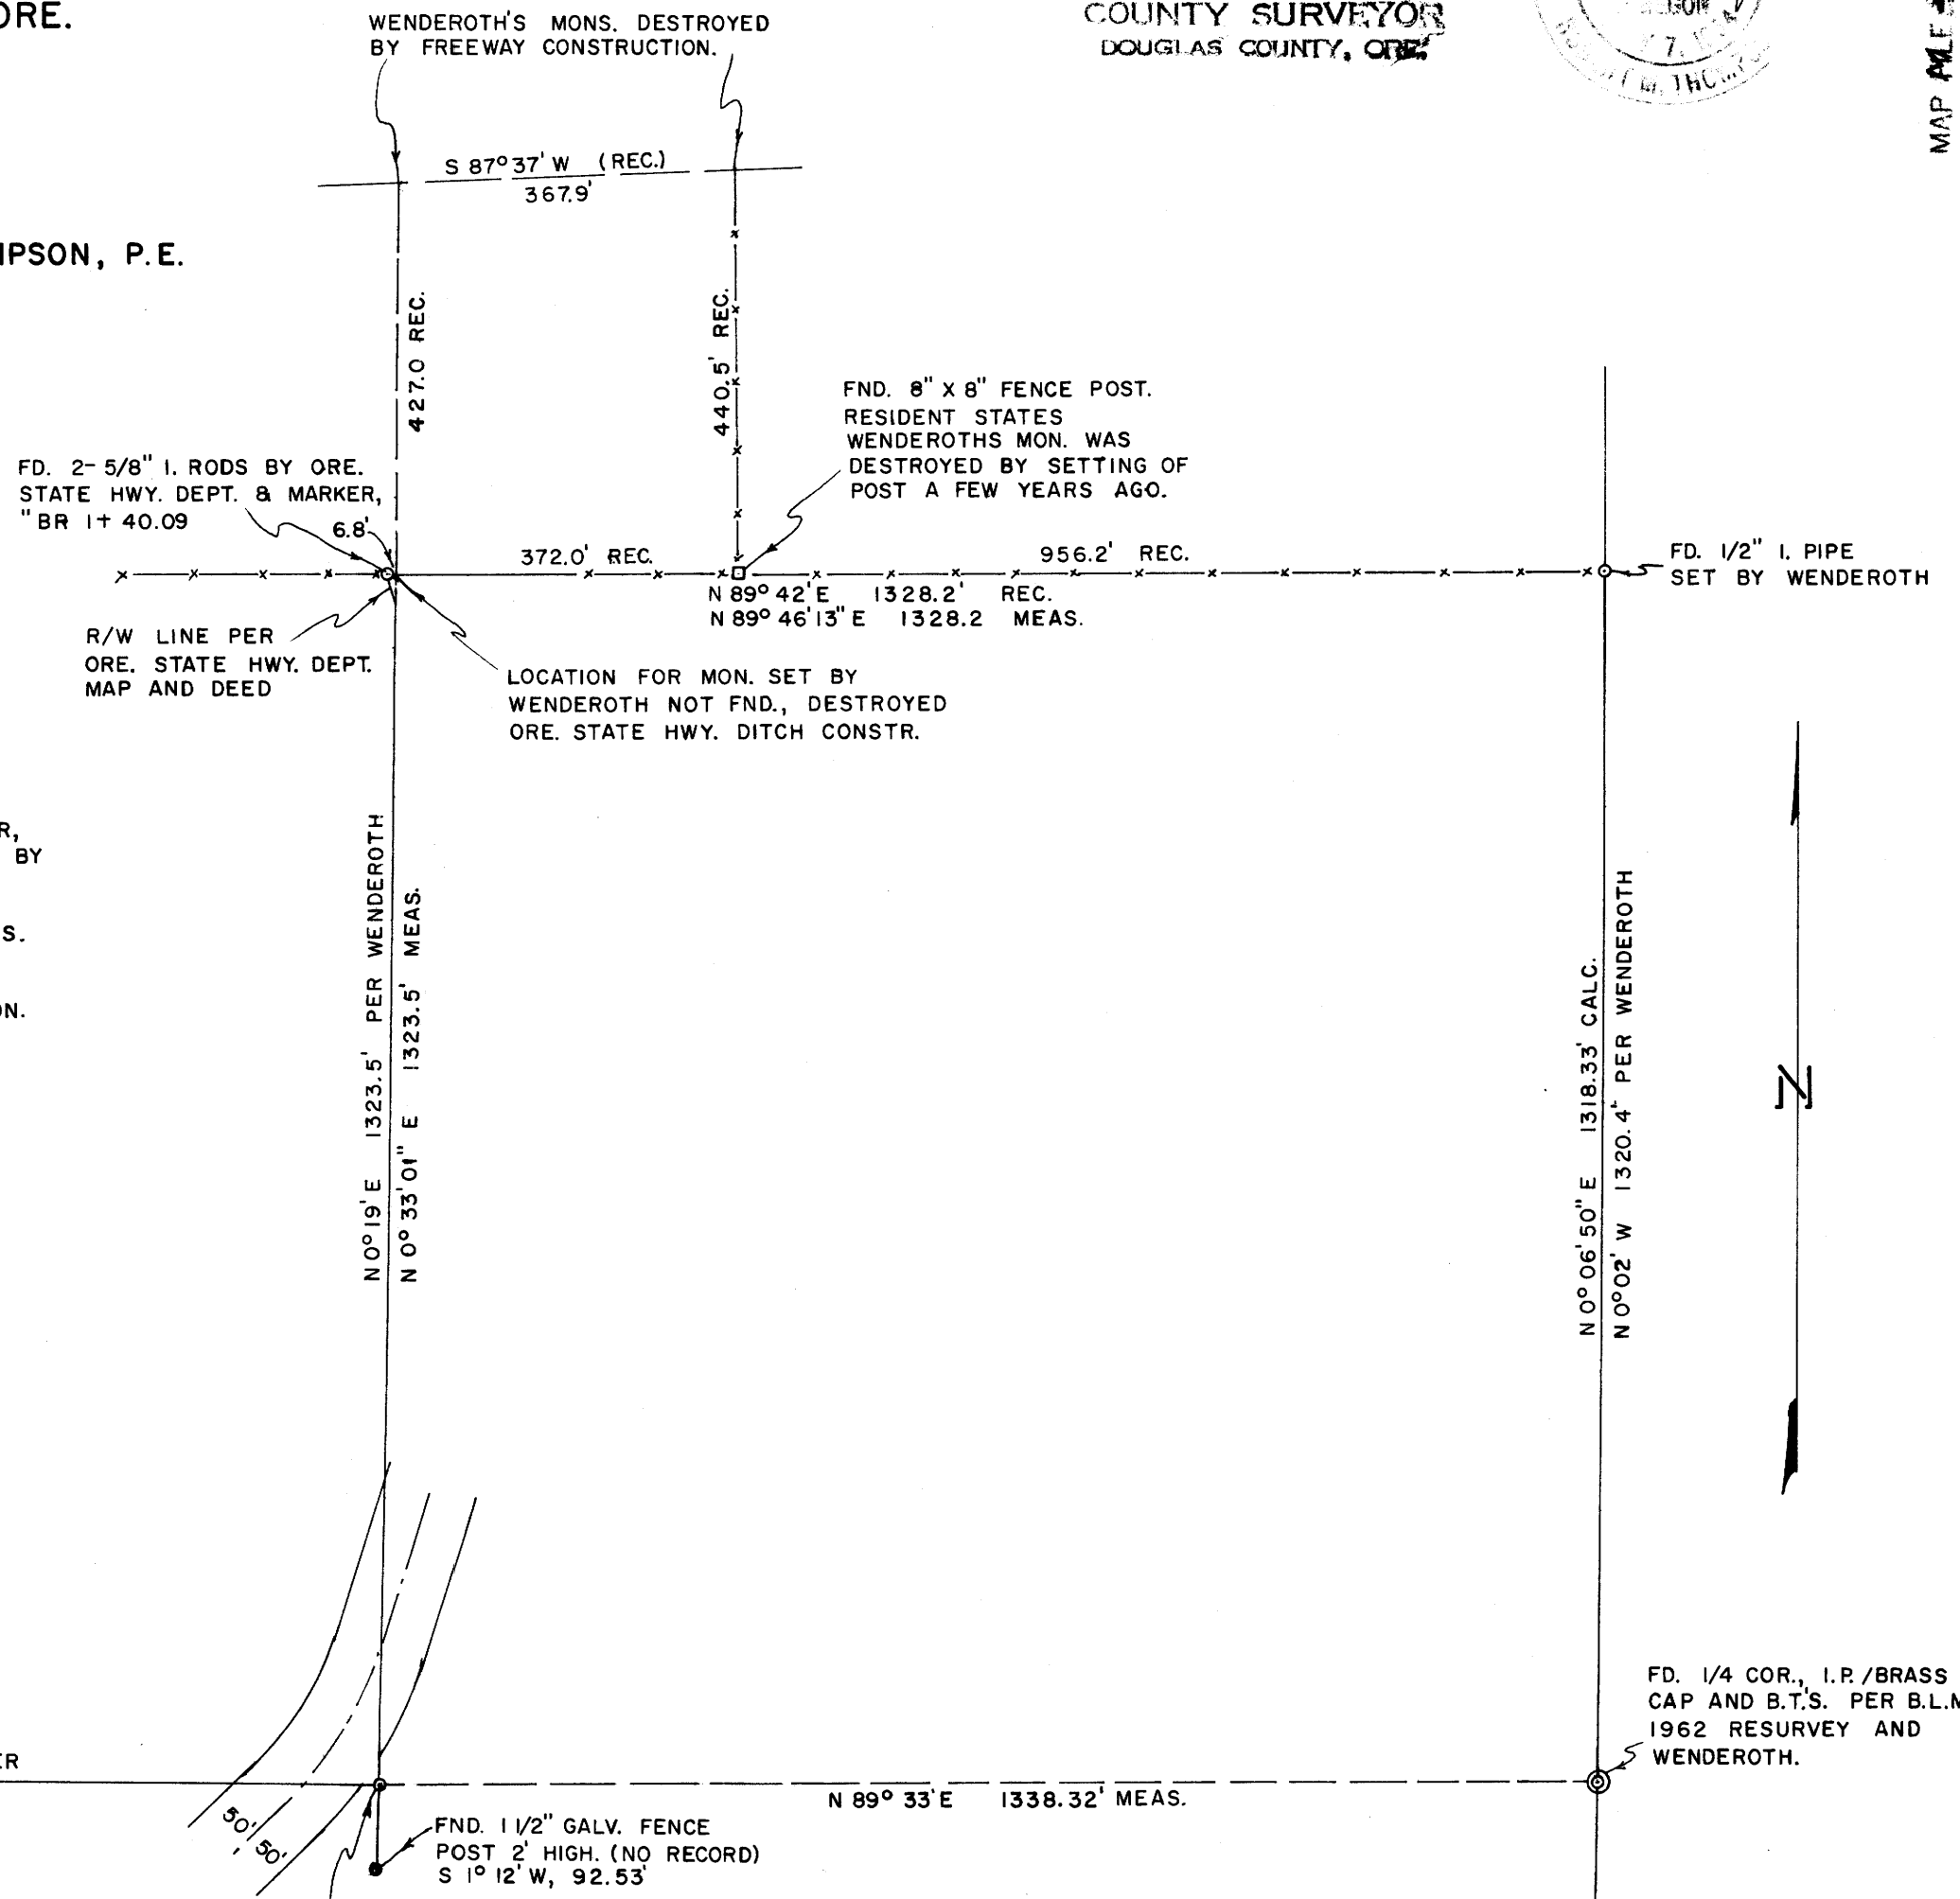 ORE.
WENDEROTH'S MONS. DESTROYED
BY FREEWAY CONSTRUCTION.
COUNTY SURVEYOR
DOUGLAS COUNTY, ORE.
MAP
S 87° 37' W (REC.)
367.9'
P.E.
427.0 REC.
440.5' REC.
FND. 8" X 8" FENCE POST.
RESIDENT STATES
WENDEROTHS MON. WAS
DESTROYED BY SETTING OF
POST A FEW YEARS AGO.
FD. 2- 5/8" I. RODS BY ORE.
STATE HWY. DEPT. & MARKER,
"BR 1+ 40.09
6.8'
372.0' REC.
956.2' REC.
N 89° 42' E 1328.2' REC.
N 89° 46' 13" E 1328.2 MEAS.
FD. 1/2" I. PIPE
SET BY WENDEROTH
R/W LINE PER
ORE. STATE HWY. DEPT.
MAP AND DEED
LOCATION FOR MON. SET BY
WENDEROTH NOT FND., DESTROYED
ORE. STATE HWY. DITCH CONSTR.
BY
N 0° 19' E 1323.5' PER WENDEROTH
N 0° 33' 01" E 1323.5' MEAS.
N 0° 06' 50" E 1318.33' CALC.
N 0° 02' W 1320.4' PER WENDEROTH
N
FD. 1/4 COR., I.P./BRASS
CAP AND B.T.'S. PER B.L.M
1962 RESURVEY AND
WENDEROTH.
N 89° 33' E 1338.32' MEAS.
50' 50'
FND. 1 1/2" GALV. FENCE
POST 2' HIGH. (NO RECORD)
S 1° 12' W, 92.53'